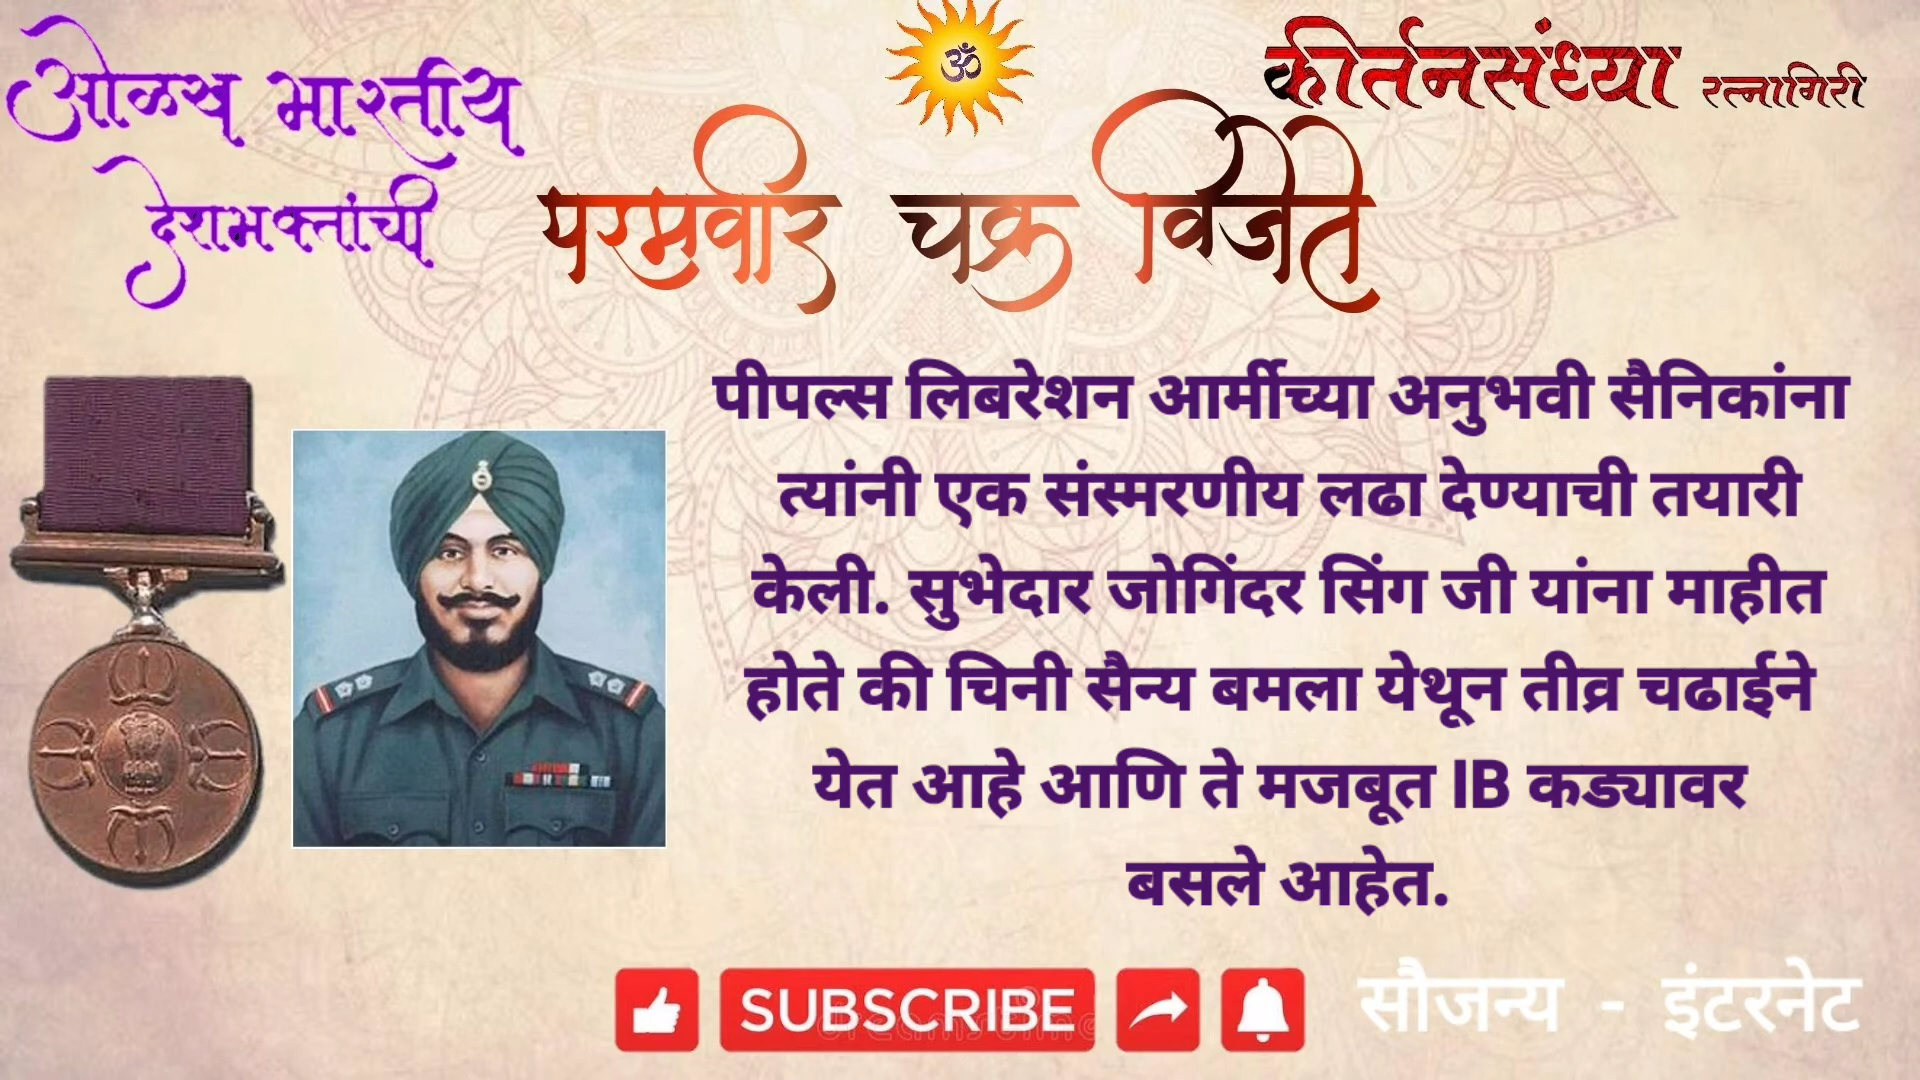 ओळख भारतीय
देशभक्तांची
ॐ
कीर्तनसंध्या रत्नागिरी
परमवीर चक्र विजेते
पीपल्स लिबरेशन आर्मीच्या अनुभवी सैनिकांना
त्यांनी एक संस्मरणीय लढा देण्याची तयारी
केली. सुभेदार जोगिंदर सिंग जी यांना माहीत
होते की चिनी सैन्य बमला येथून तीव्र चढाईने
येत आहे आणि ते मजबूत IB कड्यावर
बसले आहेत.
SUBSCRIBE
dreamstime
सौजन्य - इंटरनेट